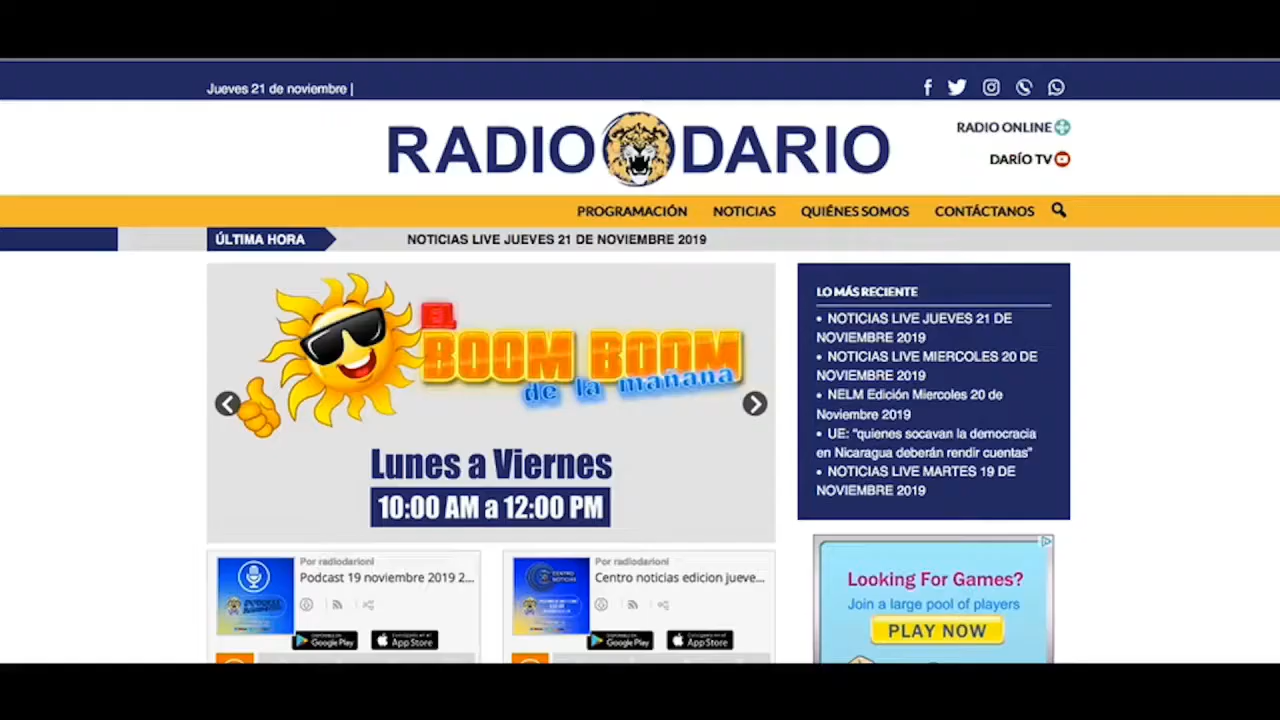 Jueves 21 de noviembre |
RADIO DARIO
RADIO ONLINE
DARÍO TV
PROGRAMACIÓN NOTICIAS QUIÉNES SOMOS CONTÁCTANOS
ÚLTIMA HORA NOTICIAS LIVE JUEVES 21 DE NOVIEMBRE 2019
EL
BOOM BOOM
de la mañana
Lunes a Viernes
10:00 AM a 12:00 PM
LO MÁS RECIENTE
• NOTICIAS LIVE JUEVES 21 DE
NOVIEMBRE 2019
• NOTICIAS LIVE MIERCOLES 20 DE
NOVIEMBRE 2019
• NELM Edición Miercoles 20 de
Noviembre 2019
• UE: "quienes socavan la democracia
en Nicaragua deberán rendir cuentas"
• NOTICIAS LIVE MARTES 19 DE
NOVIEMBRE 2019
Por radiodarioni
Podcast 19 noviembre 2019 2...
Google Play
App Store
Por radiodarioni
Centro noticias edicion jueve...
CENTRO
NOTICIAS
Google Play
App Store
Looking For Games?
Join a large pool of players
PLAY NOW